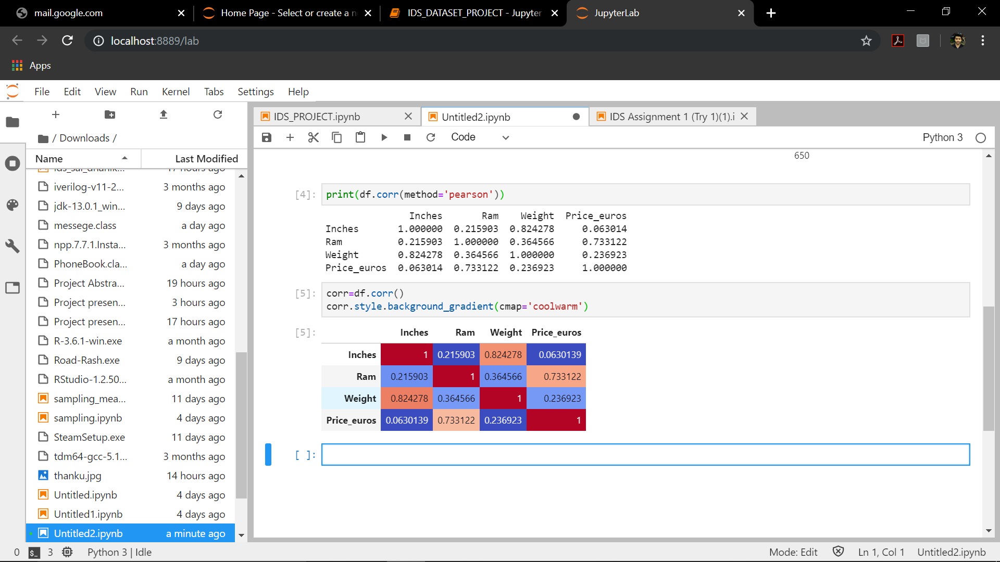 mail.google.com
Home Page - Select or create a n
IDS_DATASET_PROJECT - Jupyter
JupyterLab
localhost:8889/lab
Apps
File Edit View Run Kernel Tabs Settings Help
/ Downloads /
Name Last Modified
17 hours ago
iverilog-v11-2... 3 months ago
jdk-13.0.1_win... 9 days ago
messege.class a day ago
npp.7.7.1.Insta... 3 months ago
PhoneBook.cla... a day ago
Project Abstra... 19 hours ago
Project presen... 3 hours ago
Project presen... 17 hours ago
R-3.6.1-win.exe a month ago
Road-Rash.exe 9 days ago
RStudio-1.2.50... a month ago
sampling_mea... 11 days ago
sampling.ipynb 4 days ago
SteamSetup.exe 11 days ago
tdm64-gcc-5.1... 3 months ago
thanku.jpg 14 hours ago
Untitled.ipynb 4 days ago
Untitled1.ipynb 4 days ago
Untitled2.ipynb a minute ago
IDS_PROJECT.ipynb
Untitled2.ipynb
IDS Assignment 1 (Try 1)(1).i
Code
Python 3
650
[4]: print(df.corr(method='pearson'))
Inches Ram Weight Price_euros
Inches 1.000000 0.215903 0.824278 0.063014
Ram 0.215903 1.000000 0.364566 0.733122
Weight 0.824278 0.364566 1.000000 0.236923
Price_euros 0.063014 0.733122 0.236923 1.000000
[5]: corr=df.corr()
corr.style.background_gradient(cmap='coolwarm')
[5]: Inches Ram Weight Price_euros
Inches 1 0.215903 0.824278 0.0630139
Ram 0.215903 1 0.364566 0.733122
Weight 0.824278 0.364566 1 0.236923
Price_euros 0.0630139 0.733122 0.236923 1
[ ]:
0 $_ 3 Python 3 | Idle
Mode: Edit Ln 1, Col 1 Untitled2.ipynb